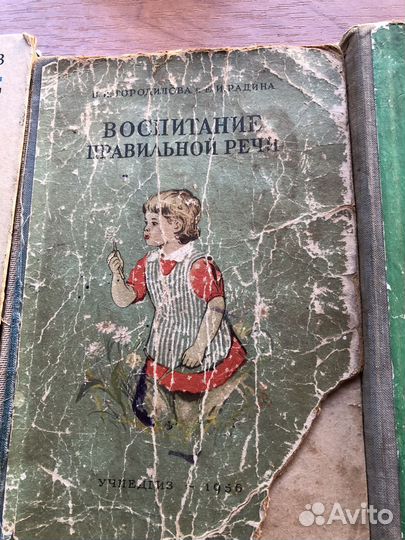 В. И. ГОРОДИЛОВА и Е. И. РАДИНА
ВОСПИТАНИЕ
ПРАВИЛЬНОЙ РЕЧИ
УЧПЕДГИЗ - 1956
Avito